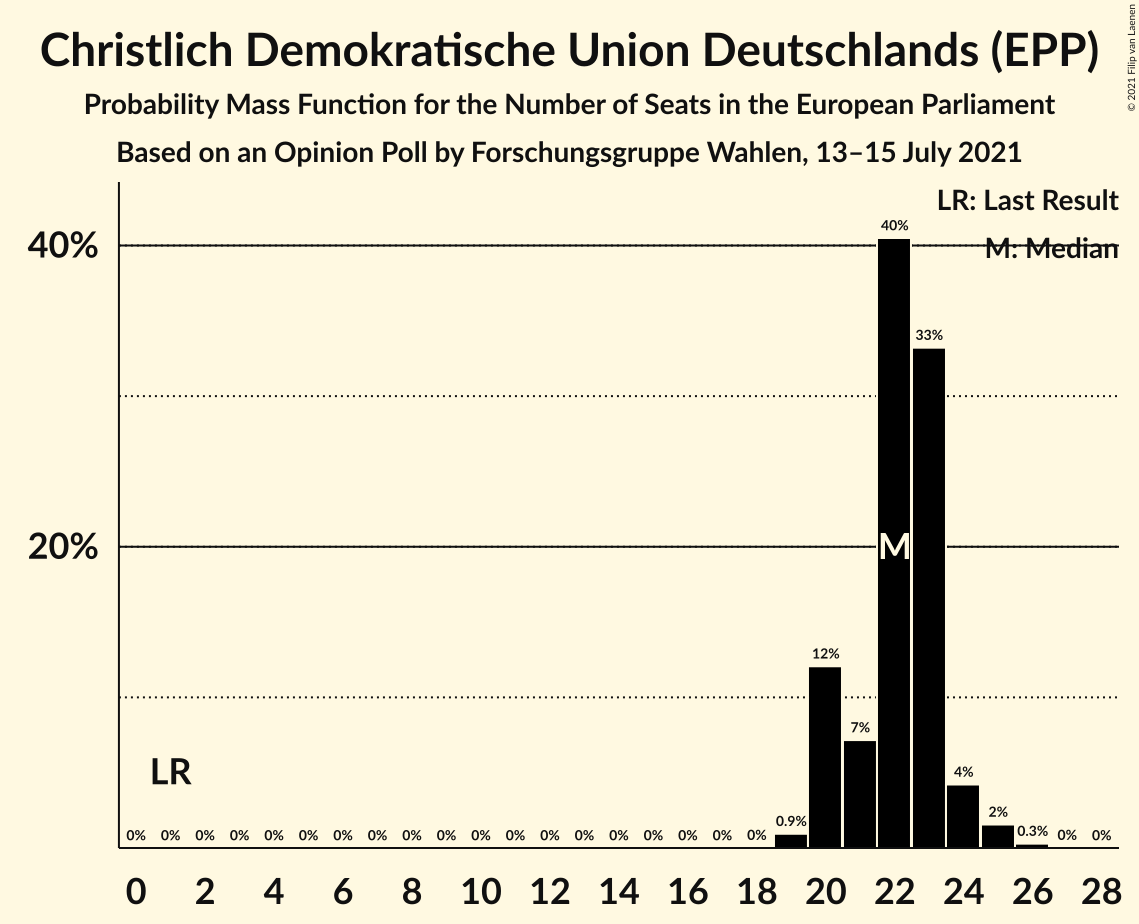 Christlich Demokratische Union Deutschlands (EPP)
Probability Mass Function for the Number of Seats in the European Parliament
Based on an Opinion Poll by Forschungsgruppe Wahlen, 13–15 July 2021
© 2021 Filip van Laenen
LR: Last Result
M: Median
40%
20%
40%
33%
M
12%
7%
4%
2%
0.9%
0.3%
LR
0% 0% 0% 0% 0% 0% 0% 0% 0% 0% 0% 0% 0% 0% 0% 0% 0% 0% 0% 0% 0%
0 2 4 6 8 10 12 14 16 18 20 22 24 26 28